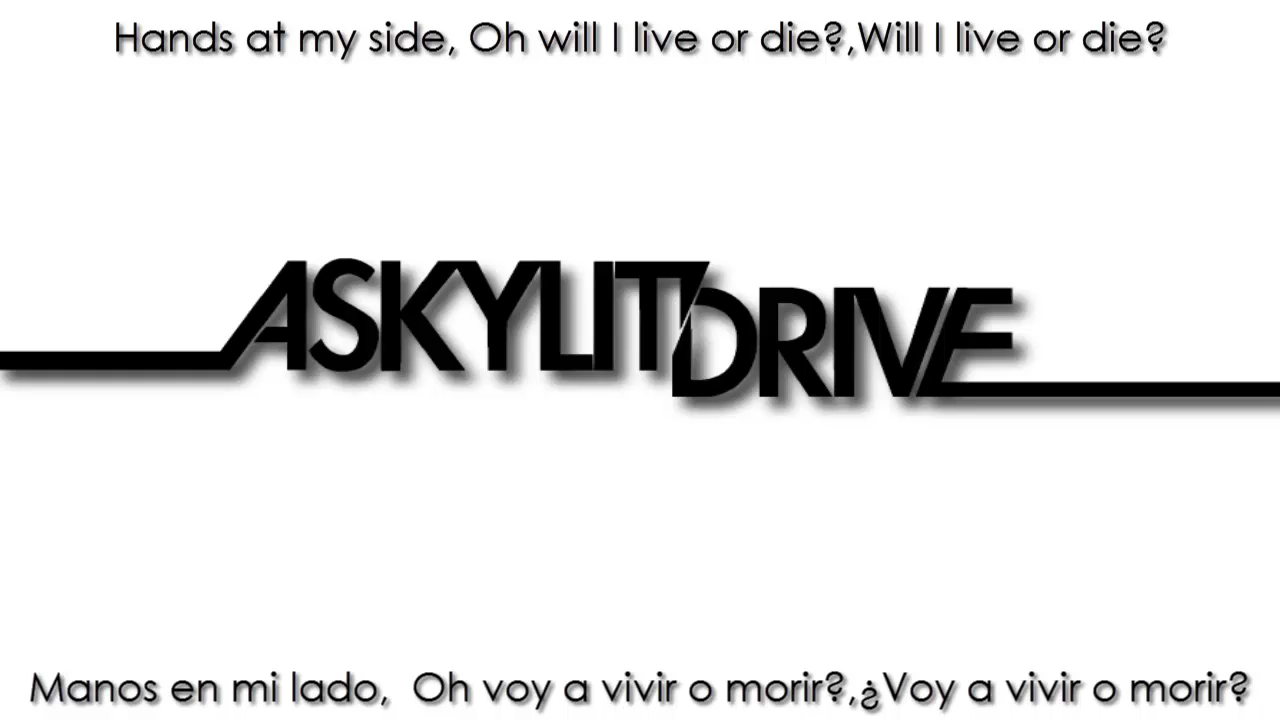 Hands at my side, Oh will I live or die?,Will I live or die?
ASKYLITDRIVE
Manos en mi lado,  Oh voy a vivir o morir?,¿Voy a vivir o morir?